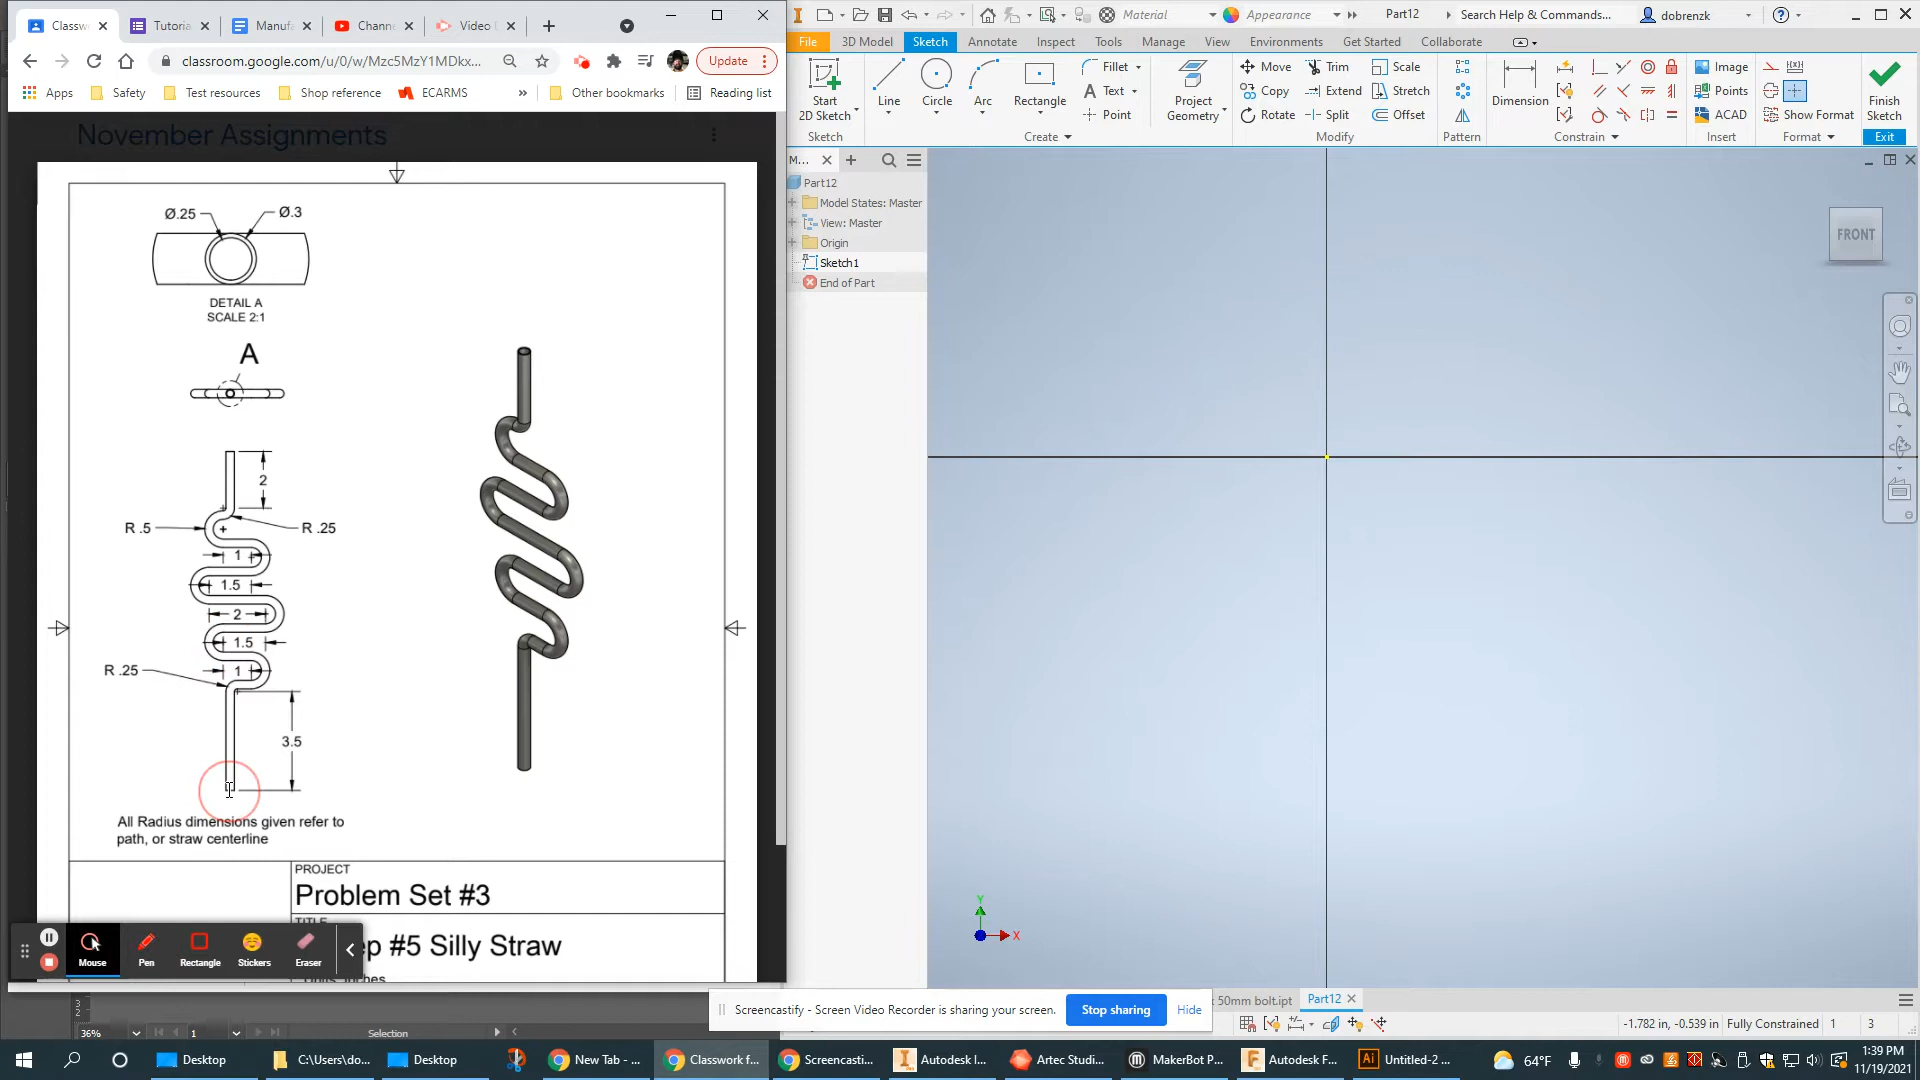 Classw
Tutoria
Manufa
Channe
Video D
classroom.google.com/u/0/w/Mzc5MzY1MDkx...
Update
Apps
Safety
Test resources
Shop reference
ECARMS
»
Other bookmarks
Reading list
November Assignments
Ø.25
Ø.3
DETAIL A
SCALE 2:1
A
2
R .5
R .25
1
1.5
2
1.5
R .25
1
3.5
All Radius dimensions given refer to
path, or straw centerline
PROJECT
Problem Set #3
TITLE
ep #5 Silly Straw
Mouse
Pen
Rectangle
Stickers
Eraser
36%
1
Selection
Material
Appearance
Part12
Search Help & Commands...
dobrenzk
File
3D Model
Sketch
Annotate
Inspect
Tools
Manage
View
Environments
Get Started
Collaborate
Start
2D Sketch
Line
Circle
Arc
Rectangle
Fillet
Text
Point
Project
Geometry
Move
Copy
Rotate
Trim
Extend
Split
Scale
Stretch
Offset
Dimension
Image
Points
ACAD
Show Format
Finish
Sketch
Sketch
Create
Modify
Pattern
Constrain
Insert
Format
Exit
M...
Part12
Model States: Master
View: Master
Origin
Sketch1
End of Part
FRONT
Y
X
Screencastify - Screen Video Recorder is sharing your screen.
Stop sharing
Hide
50mm bolt.ipt
Part12
-1.782 in, -0.539 in
Fully Constrained
1
3
Desktop
C:\Users\do...
Desktop
New Tab - ...
Classwork f...
Screencasti...
Autodesk I...
Artec Studi...
MakerBot P...
Autodesk F...
Untitled-2 ...
64°F
1:39 PM
11/19/2021